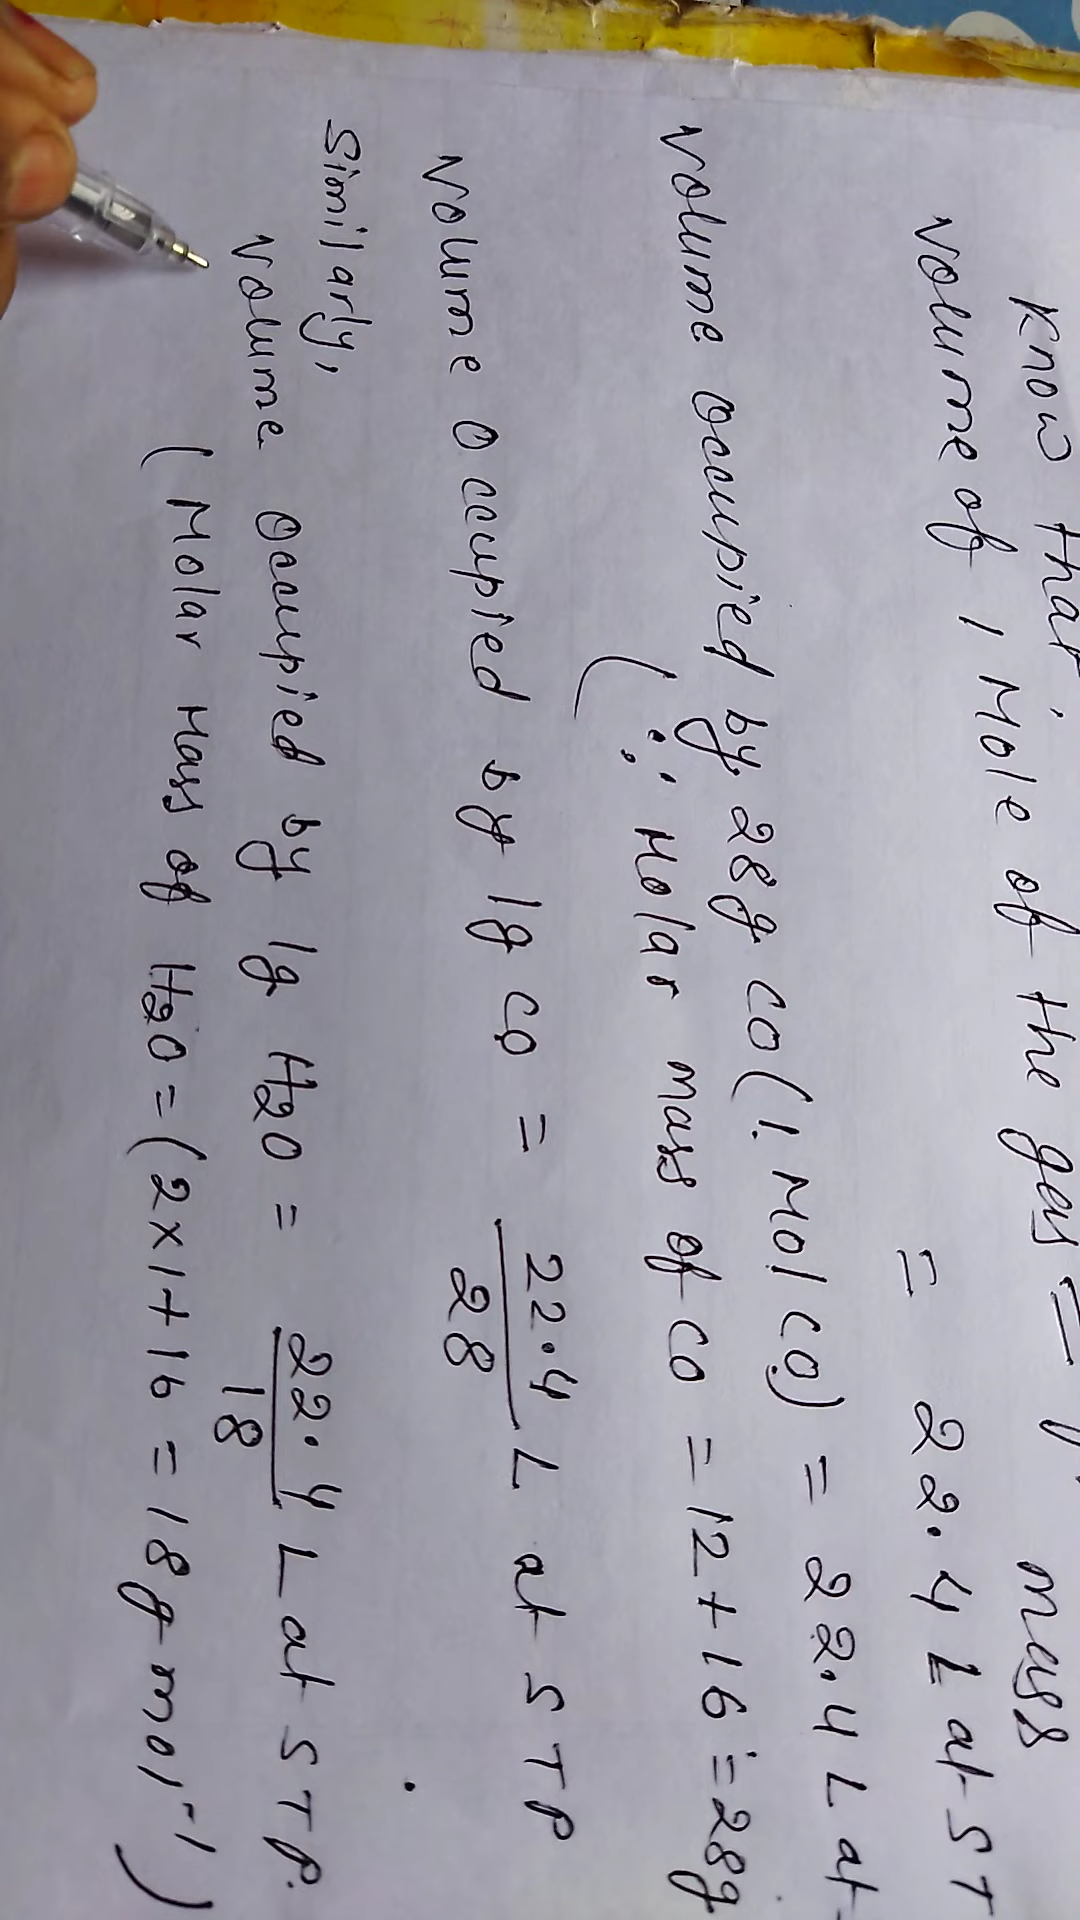 know that, mass
volume of 1 Mole of the gas =
= 22.4 L at ST
volume occupied by 28g CO (1 Mol CO) = 22.4 L at
(∵ Molar mass of CO = 12+16 = 28g
volume occupied by 1g CO = 22.4/28 L at STP
Similarly,
volume occupied by 1g H2O = 22.4/18 L at STP.
(Molar Mass of H2O = (2×1+16 = 18g mol-1)